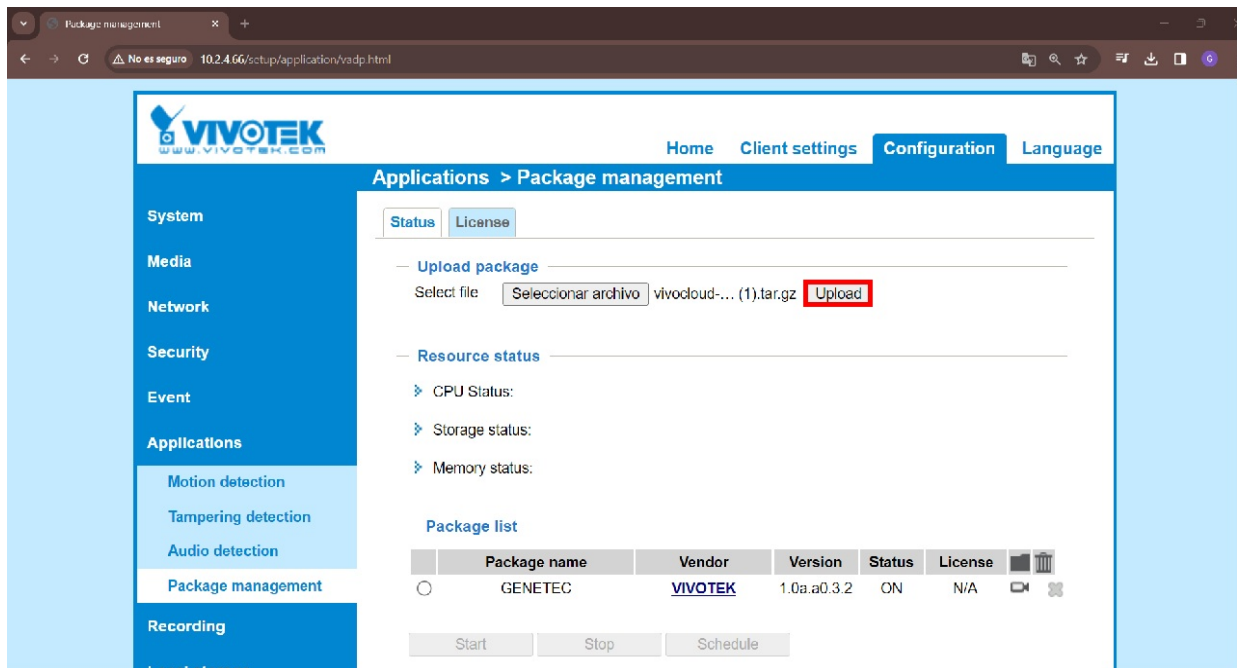 Package management
No es seguro 10.2.4.66/setup/application/vadp.html
G
VIVOTEK
www.vivotek.com
Home Client settings Configuration Language
Applications > Package management
System
Media
Network
Security
Event
Applications
Motion detection
Tampering detection
Audio detection
Package management
Recording
Status License
Upload package
Select file Seleccionar archivo vivocloud-... (1).tar.gz Upload
Resource status
CPU Status:
Storage status:
Memory status:
Package list
Package name Vendor Version Status License
GENETEC VIVOTEK 1.0a.a0.3.2 ON N/A
Start Stop Schedule